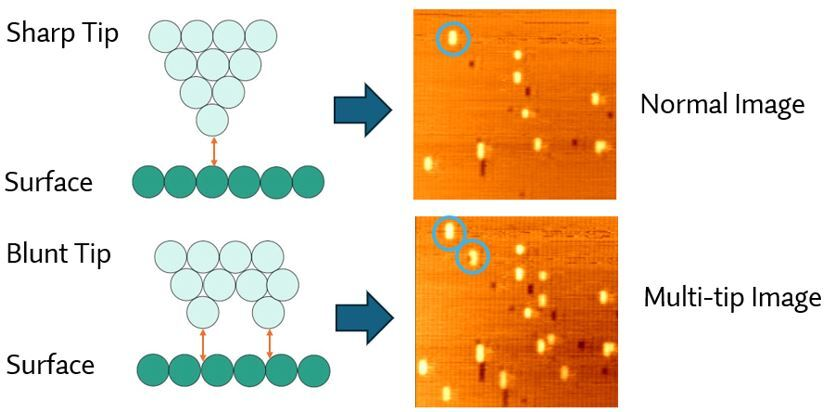 Sharp Tip
Normal Image
Surface
Blunt Tip
Multi-tip Image
Surface